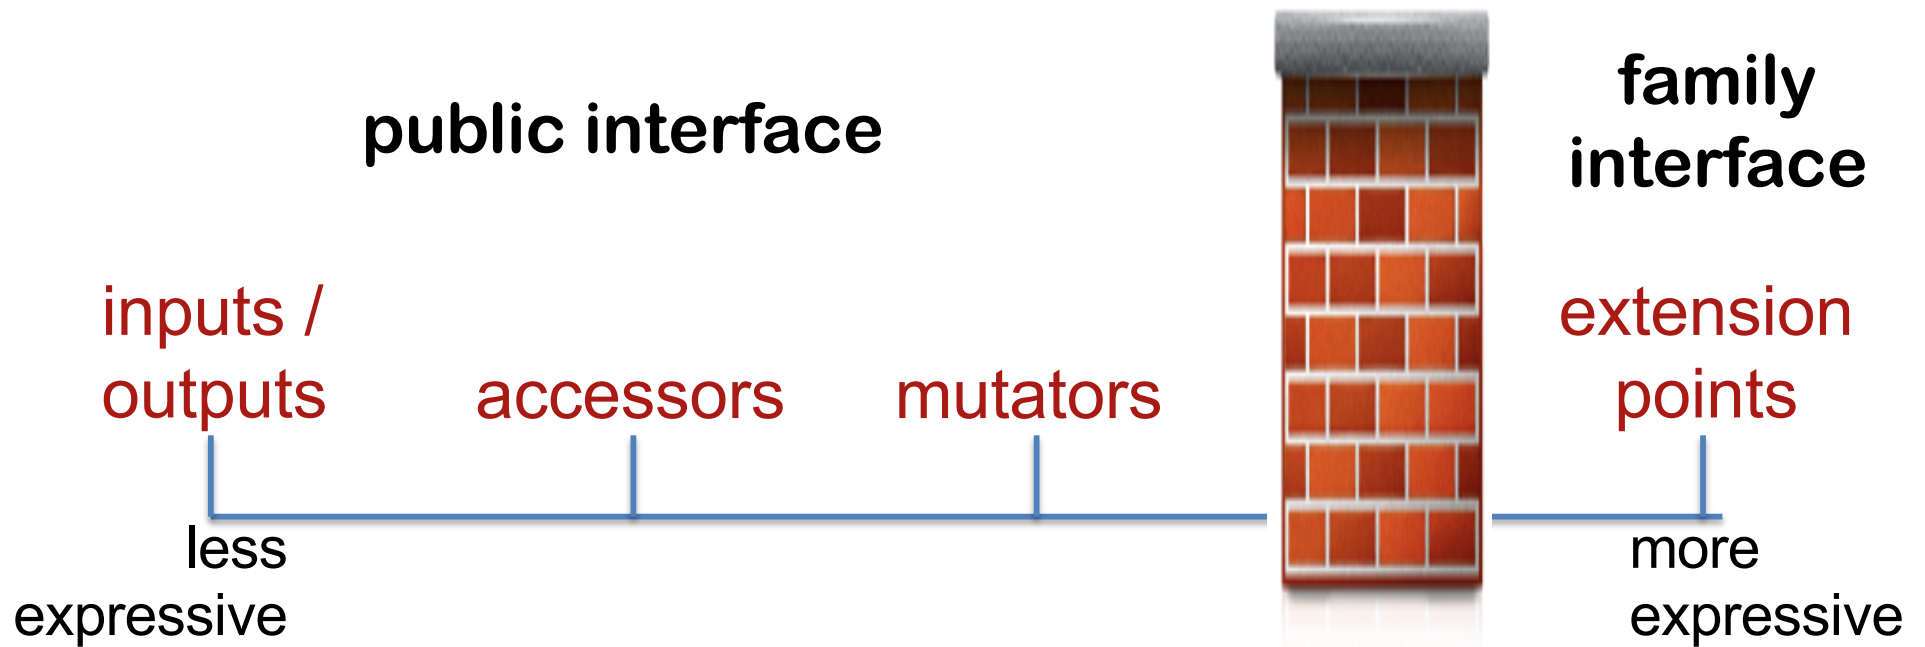 public interface
family
interface
inputs /
outputs
accessors
mutators
extension
points
less
expressive
more
expressive